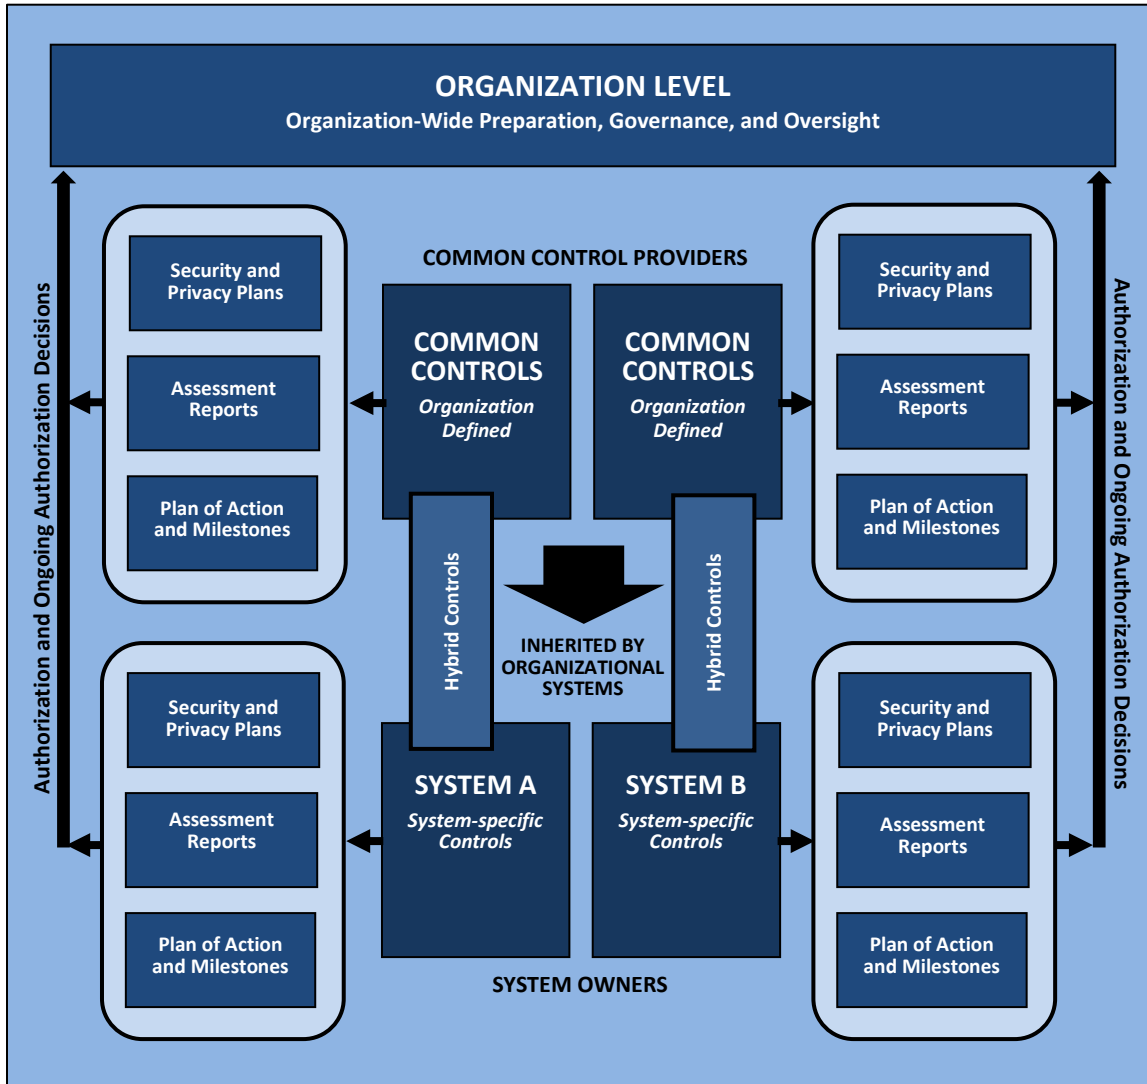 ORGANIZATION LEVEL
Organization-Wide Preparation, Governance, and Oversight
Authorization and Ongoing Authorization Decisions
Security and
Privacy Plans
Assessment
Reports
Plan of Action
and Milestones
COMMON CONTROL PROVIDERS
COMMON
CONTROLS
Organization
Defined
COMMON
CONTROLS
Organization
Defined
Security and
Privacy Plans
Assessment
Reports
Plan of Action
and Milestones
Authorization and Ongoing Authorization Decisions
Hybrid Controls
INHERITED BY
ORGANIZATIONAL
SYSTEMS
Hybrid Controls
Security and
Privacy Plans
Assessment
Reports
Plan of Action
and Milestones
SYSTEM A
System-specific
Controls
SYSTEM B
System-specific
Controls
SYSTEM OWNERS
Security and
Privacy Plans
Assessment
Reports
Plan of Action
and Milestones